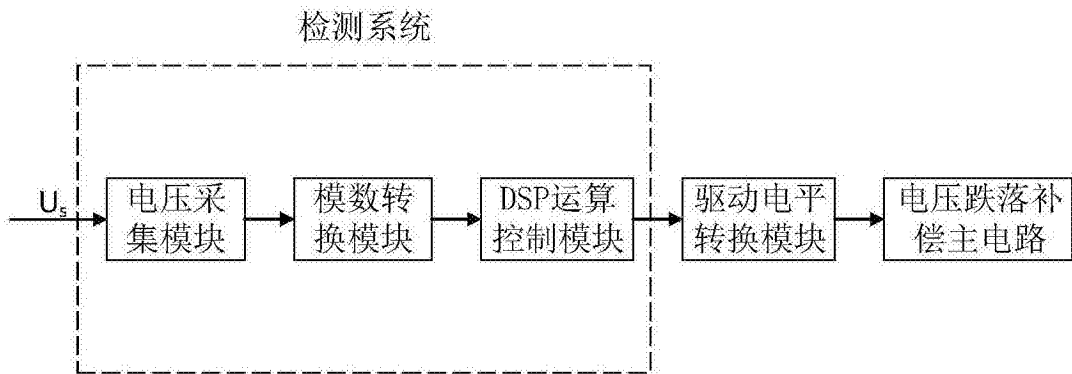 检测系统
Us
电压采
集模块
模数转
换模块
DSP运算
控制模块
驱动电平
转换模块
电压跌落补
偿主电路